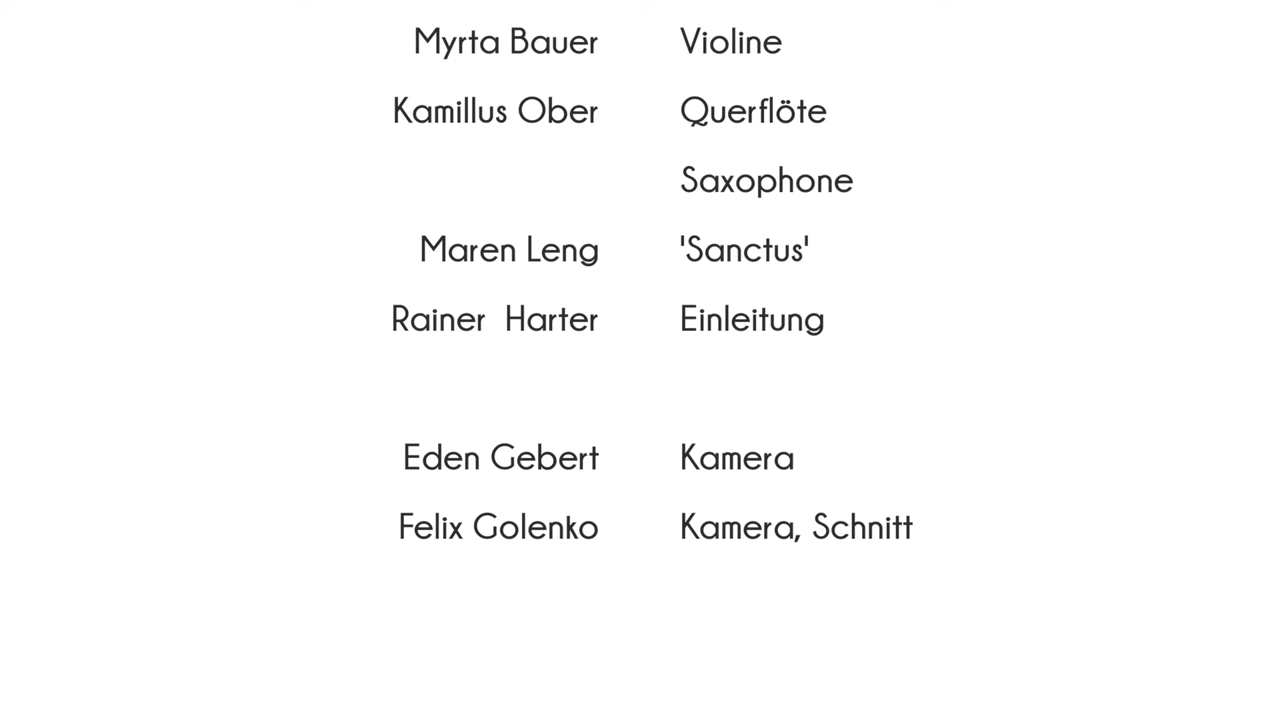 Myrta Bauer Violine
Kamillus Ober Querflöte
Saxophone
Maren Leng 'Sanctus'
Rainer  Harter Einleitung
Eden Gebert Kamera
Felix Golenko Kamera, Schnitt